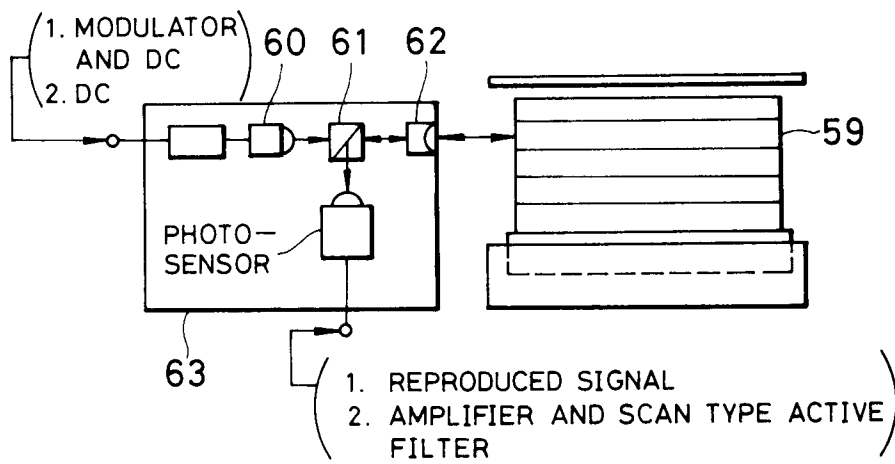 1. MODULATOR
AND DC
2. DC
60
61
62
59
PHOTO-
SENSOR
63
1. REPRODUCED SIGNAL
2. AMPLIFIER AND SCAN TYPE ACTIVE
FILTER